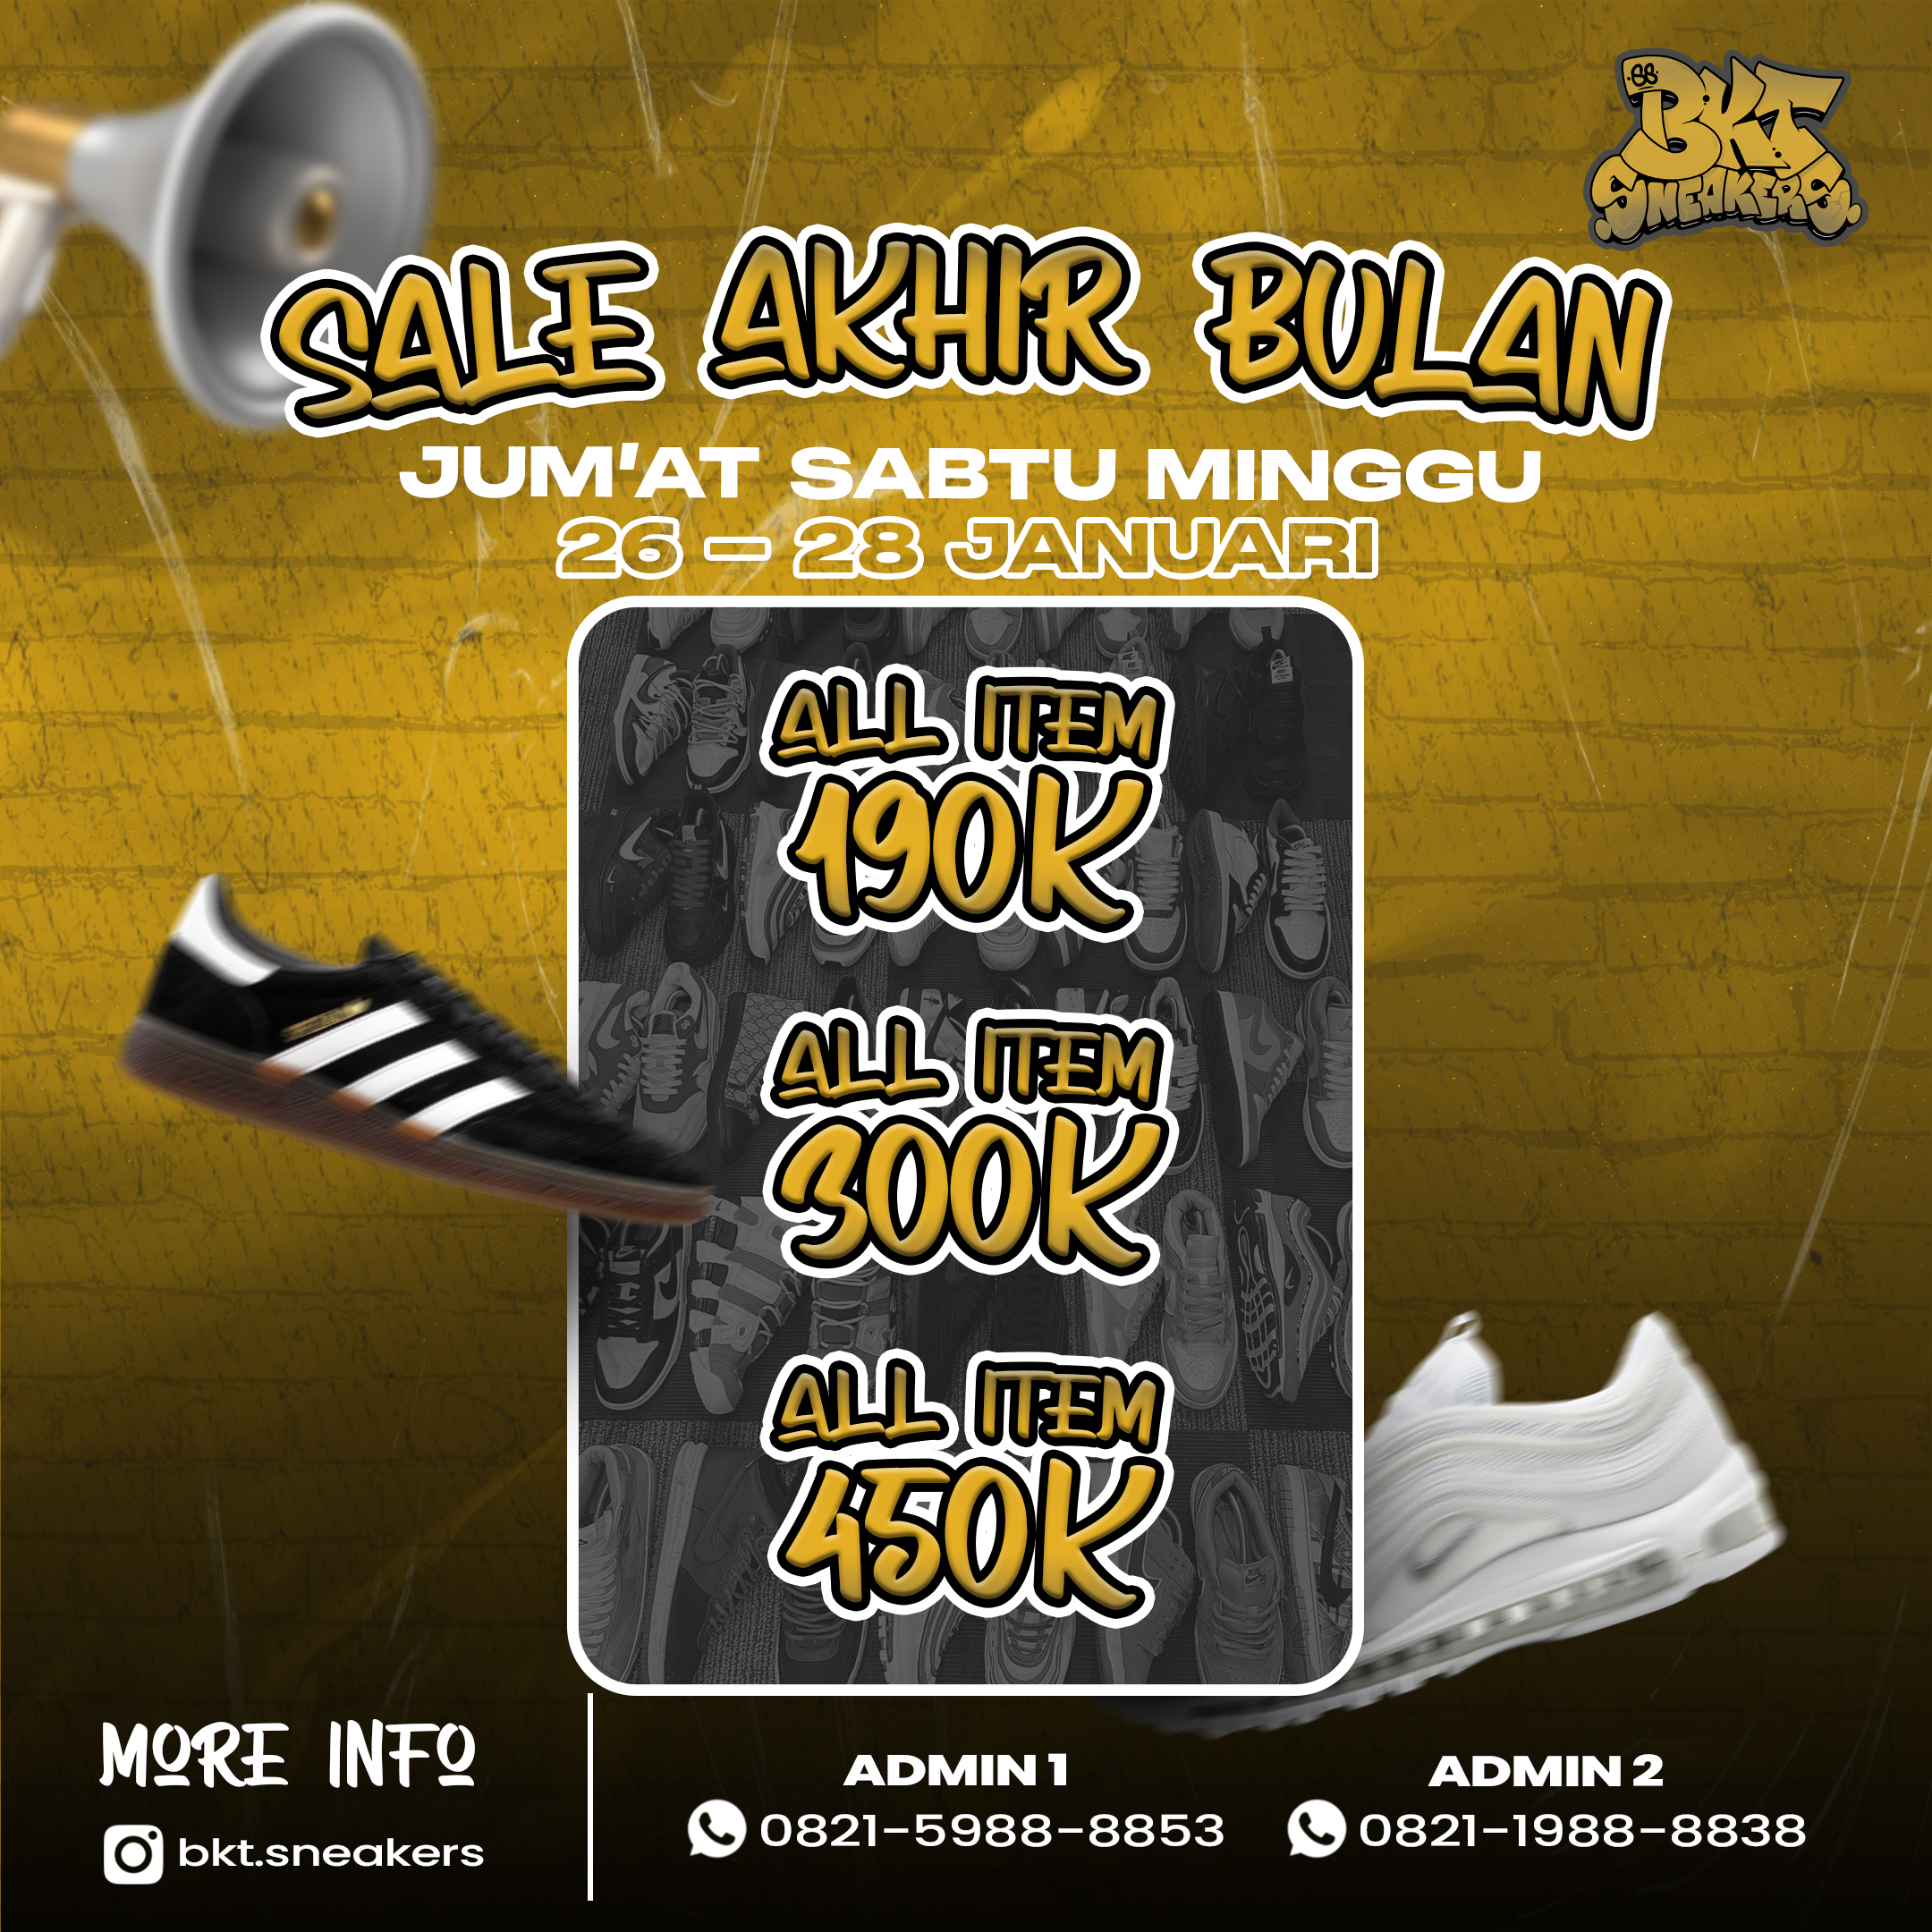 SS BKT
SNEAKERS
SALE AKHIR BULAN
JUM'AT SABTU MINGGU
26 - 28 JANUARI
ALL ITEM
190K
ALL ITEM
300K
ALL ITEM
450K
MORE INFO
bkt.sneakers
ADMIN 1
0821-5988-8853
ADMIN 2
0821-1988-8838